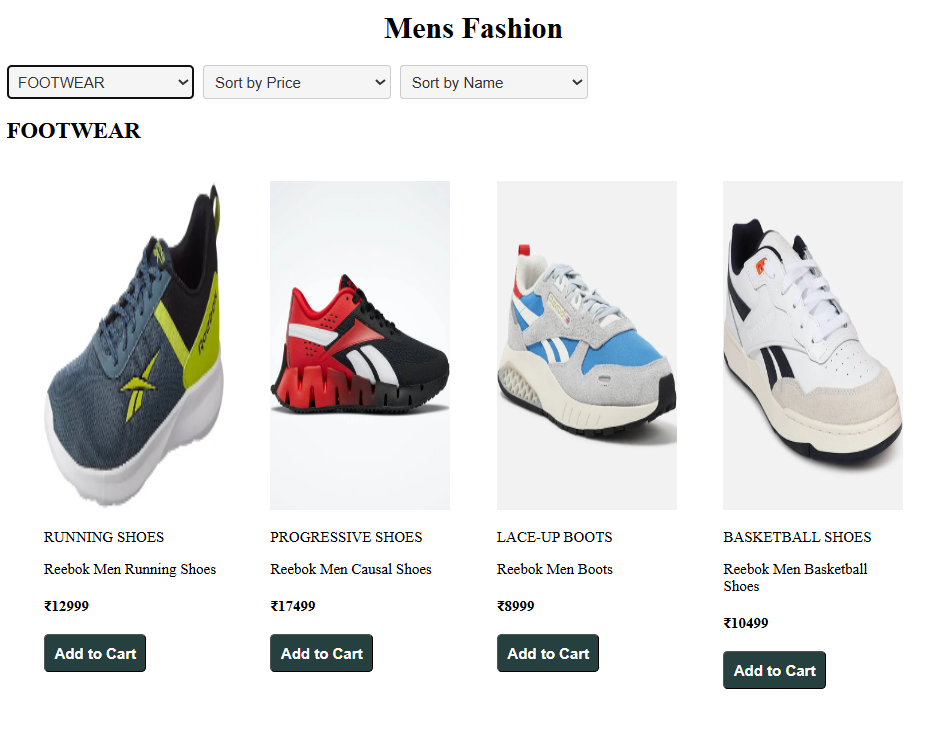 Mens Fashion
FOOTWEAR
Sort by Price
Sort by Name
FOOTWEAR
Reebok
RUNNING SHOES
Reebok Men Running Shoes
₹12999
Add to Cart
PROGRESSIVE SHOES
Reebok Men Causal Shoes
₹17499
Add to Cart
LACE-UP BOOTS
Reebok Men Boots
₹8999
Add to Cart
BASKETBALL SHOES
Reebok Men Basketball
Shoes
₹10499
Add to Cart